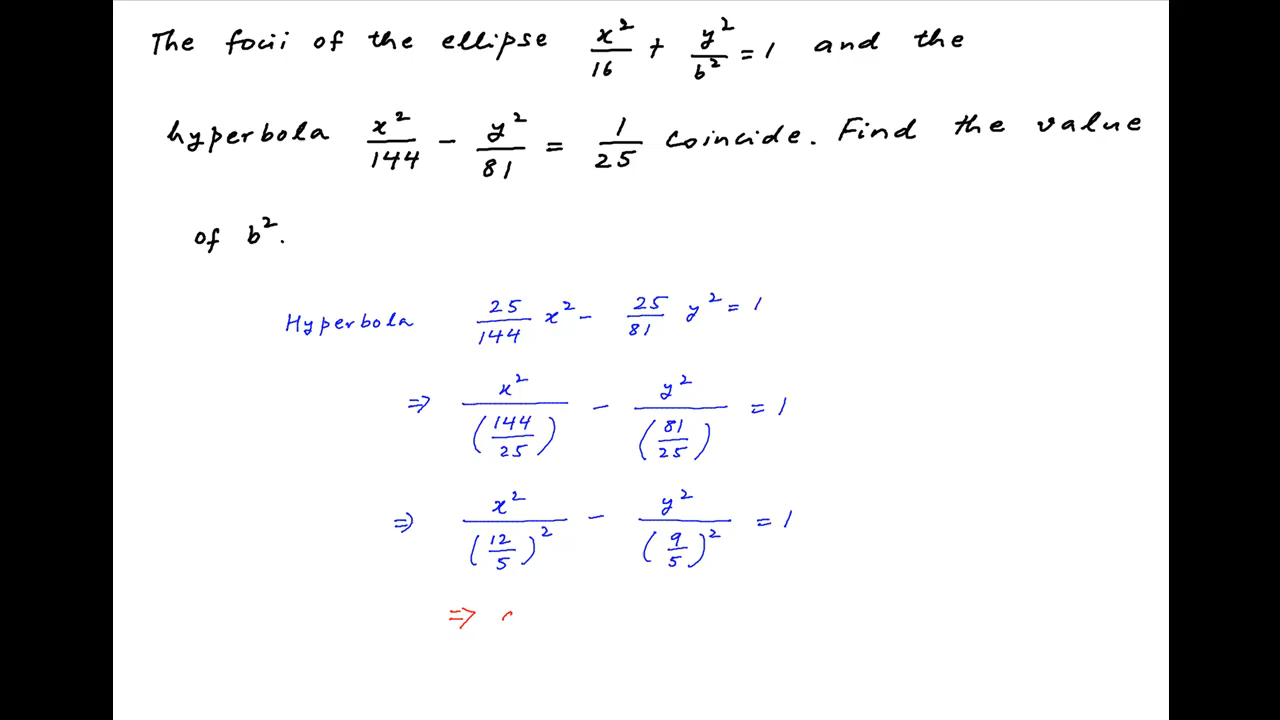 The focii of the ellipse x²/16 + y²/b² = 1 and the
hyperbola x²/144 - y²/81 = 1/25 coincide. Find the value
of b².
Hyperbola 25/144 x² - 25/81 y² = 1
⇒ x²/(144/25) - y²/(81/25) = 1
⇒ x²/(12/5)² - y²/(9/5)² = 1
⇒